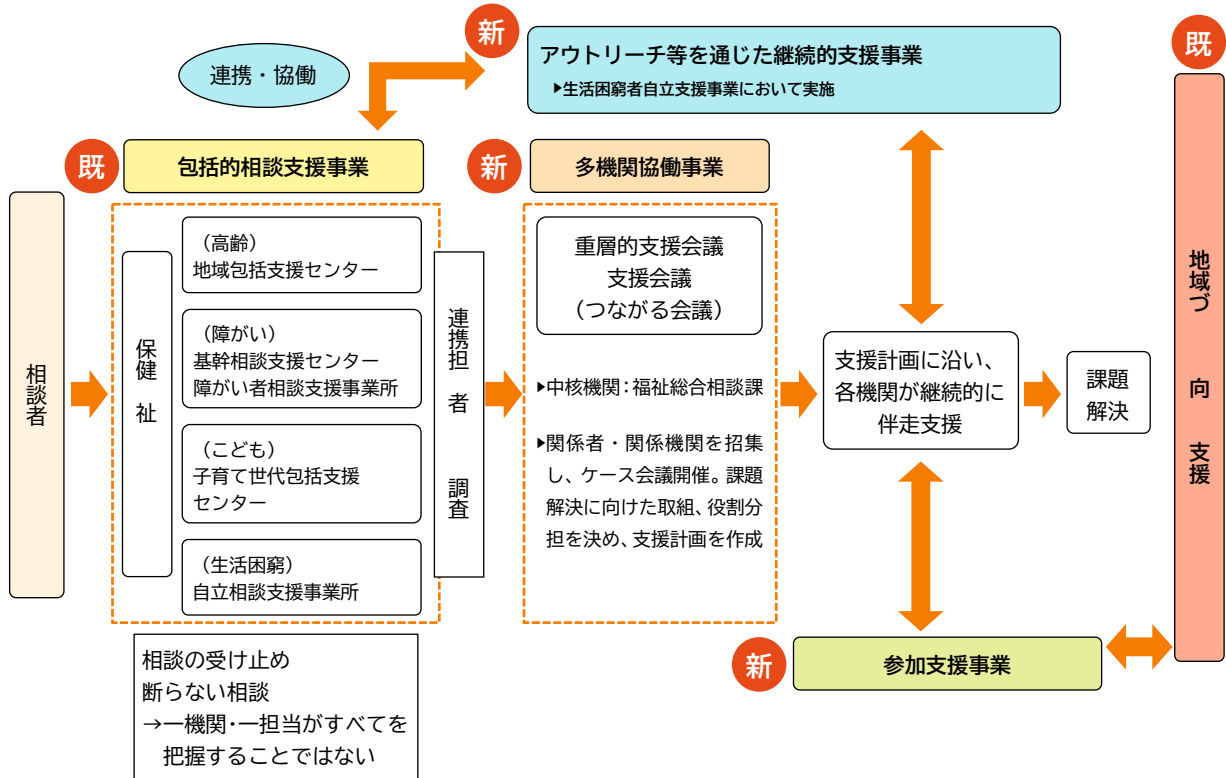 新
アウトリーチ等を通じた継続的支援事業
▶生活困窮者自立支援事業において実施
連携・協働
既
包括的相談支援事業
新
多機関協働事業
既
相談者
保健 祉
(高齢)
地域包括支援センター
(障がい)
基幹相談支援センター
障がい者相談支援事業所
(こども)
子育て世代包括支援
センター
(生活困窮)
自立相談支援事業所
連携担 者 調査
重層的支援会議
支援会議
(つながる会議)
▶中核機関：福祉総合相談課
▶関係者・関係機関を招集
し、ケース会議開催。課題
解決に向けた取組、役割分
担を決め、支援計画を作成
支援計画に沿い、
各機関が継続的に
伴走支援
課題
解決
地域づ 向 支援
新
参加支援事業
相談の受け止め
断らない相談
→一機関・一担当がすべてを
把握することではない